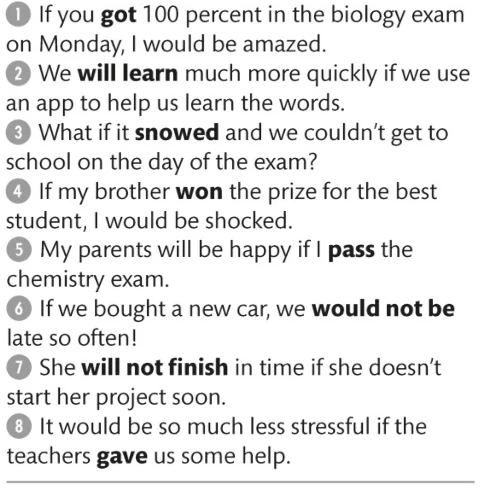 1 If you got 100 percent in the biology exam
on Monday, I would be amazed.
2 We will learn much more quickly if we use
an app to help us learn the words.
3 What if it snowed and we couldn't get to
school on the day of the exam?
4 If my brother won the prize for the best
student, I would be shocked.
5 My parents will be happy if I pass the
chemistry exam.
6 If we bought a new car, we would not be
late so often!
7 She will not finish in time if she doesn't
start her project soon.
8 It would be so much less stressful if the
teachers gave us some help.